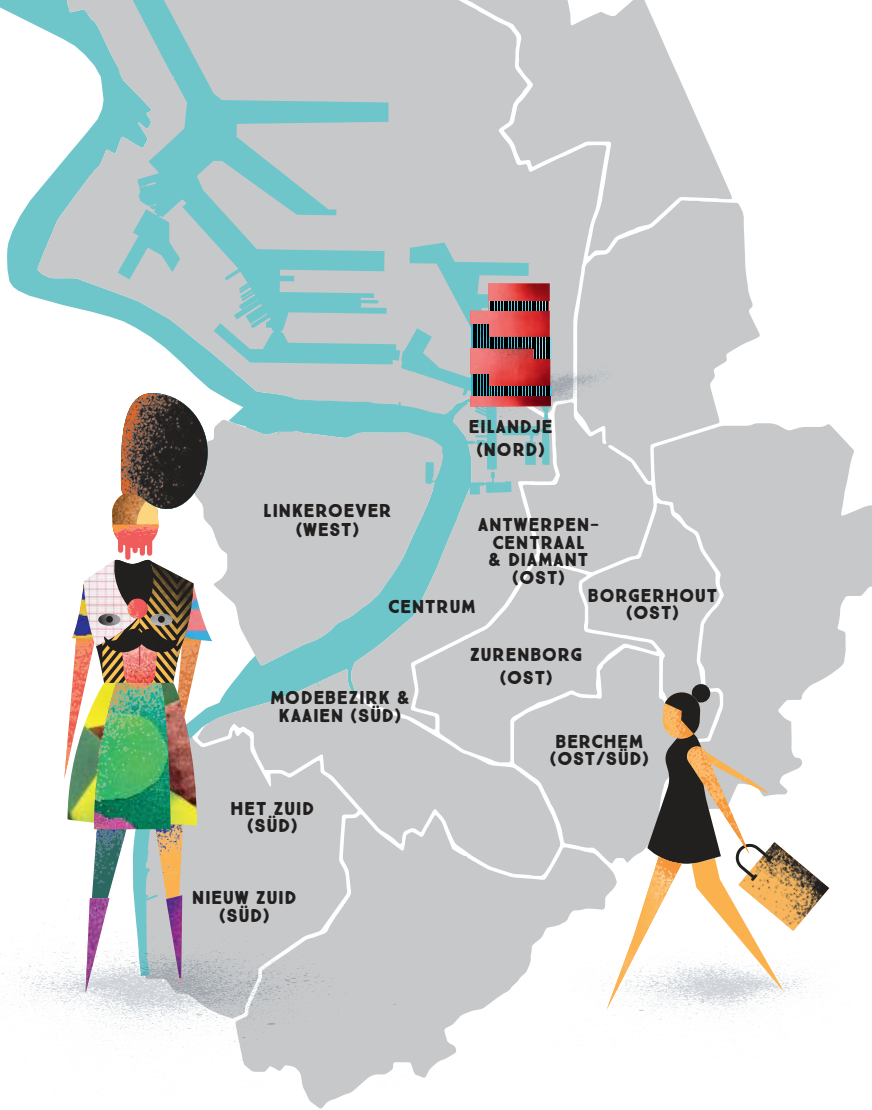 EILANDJE
(NORD)
LINKEROEVER
(WEST)
ANTWERPEN-
CENTRAAL
& DIAMANT
(OST)
BORGERHOUT
(OST)
CENTRUM
ZURENBORG
(OST)
MODEBEZIRK &
KAAIEN (SÜD)
BERCHEM
(OST/SÜD)
HET ZUID
(SÜD)
NIEUW ZUID
(SÜD)